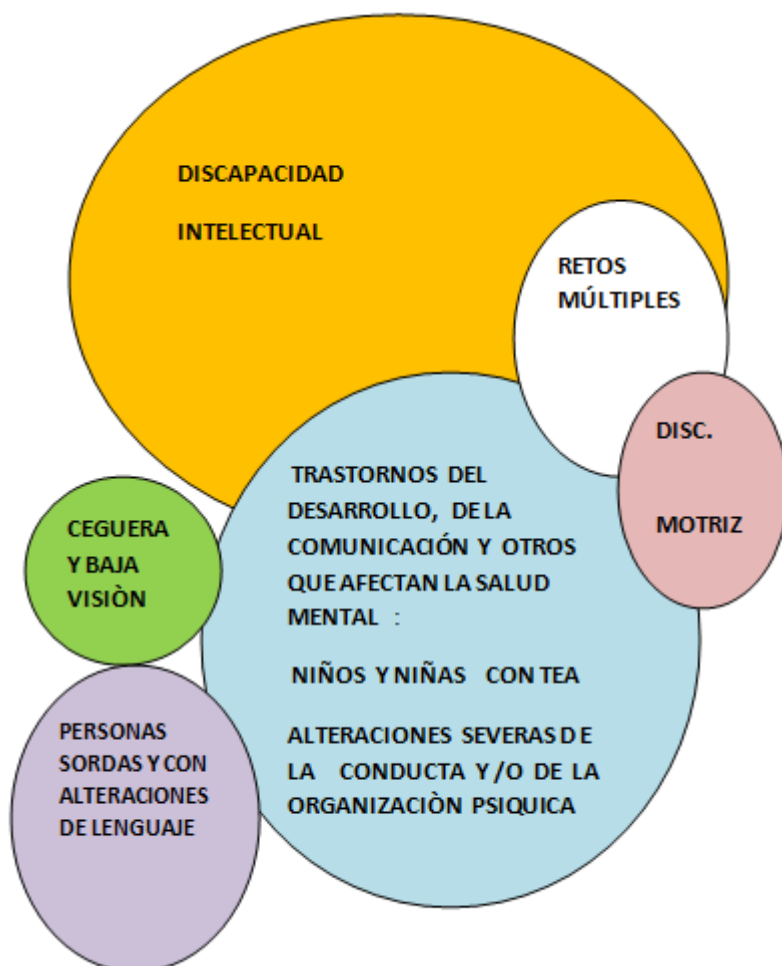 DISCAPACIDAD
INTELECTUAL
RETOS
MÚLTIPLES
DISC.
MOTRIZ
TRASTORNOS DEL
DESARROLLO, DE LA
COMUNICACIÓN Y OTROS
QUE AFECTAN LA SALUD
MENTAL :
NIÑOS Y NIÑAS CON TEA
ALTERACIONES SEVERAS DE
LA CONDUCTA Y/O DE LA
ORGANIZACIÒN PSIQUICA
CEGUERA
Y BAJA
VISIÒN
PERSONAS
SORDAS Y CON
ALTERACIONES
DE LENGUAJE